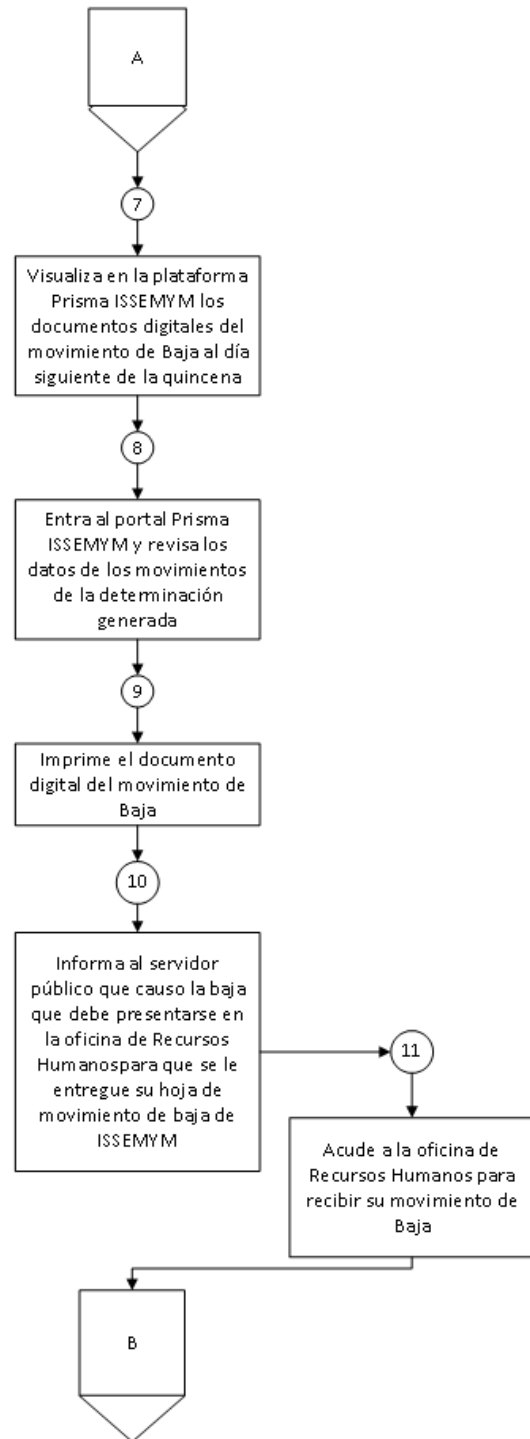 A
7
Visualiza en la plataforma
Prisma ISSEMYM los
documentos digitales del
movimiento de Baja al día
siguiente de la quincena
8
Entra al portal Prisma
ISSEMYM y revisa los
datos de los movimientos
de la determinación
generada
9
Imprime el documento
digital del movimiento de
Baja
10
Informa al servidor
público que causo la baja
que debe presentarse en
la oficina de Recursos
Humanospara que se le
entregue su hoja de
movimiento de baja de
ISSEMYM
11
Acude a la oficina de
Recursos Humanos para
recibir su movimiento de
Baja
B